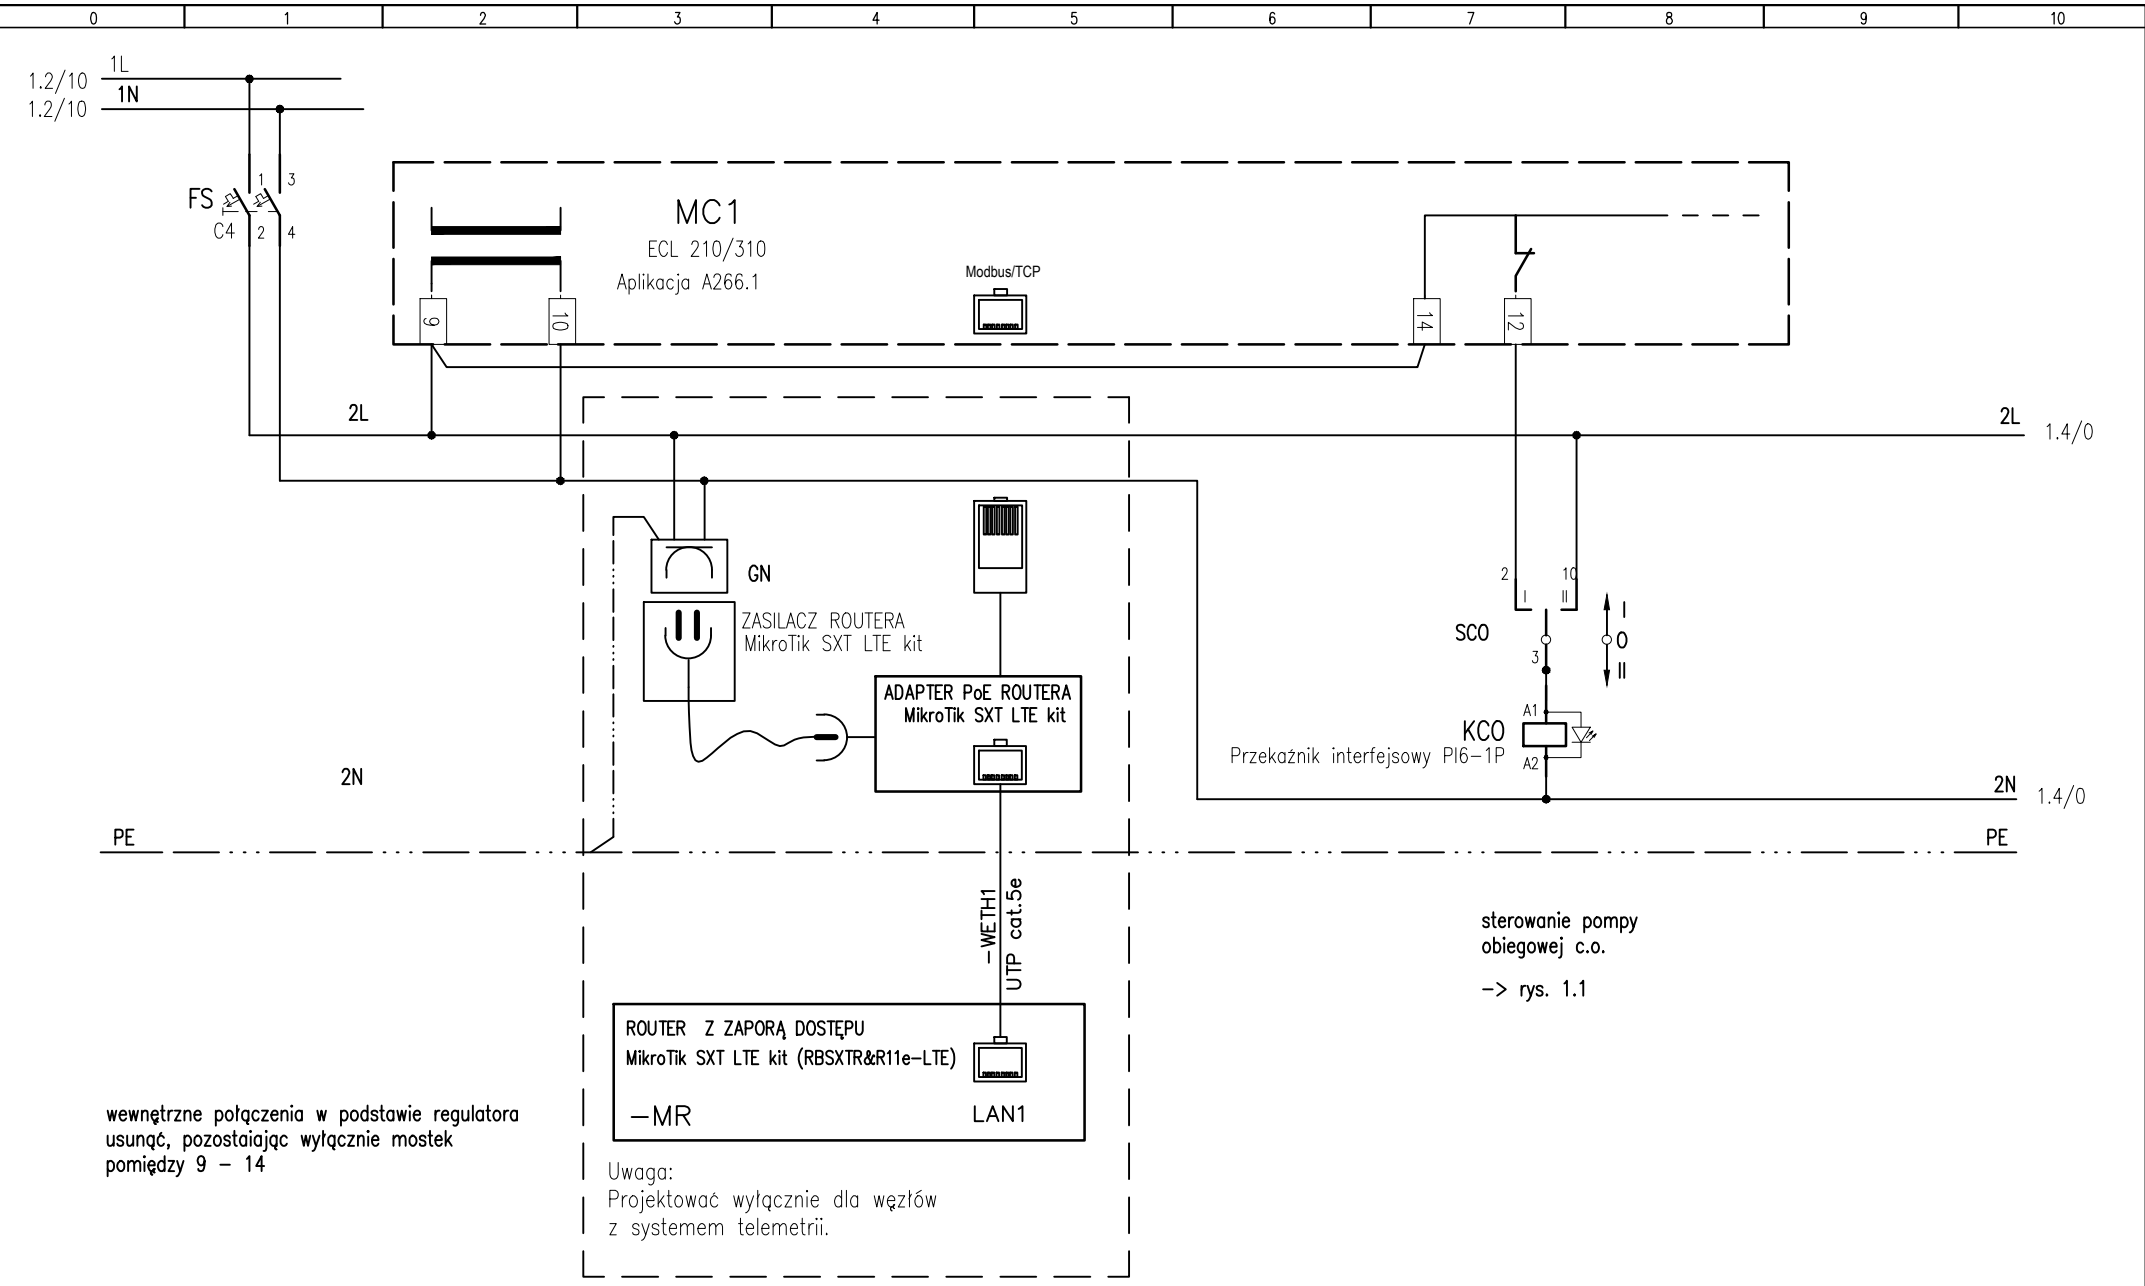 0 1 2 3 4 5 6 7 8 9 10
1L
1.2/10
1N
1.2/10
1 3
FS
C4 2 4
MC1
ECL 210/310
Aplikacja A266.1
Modbus/TCP
9 10 14 12
2L 2L 1.4/0
GN
ZASILACZ ROUTERA
MikroTik SXT LTE kit
2 10
I II
SCO
3
I
0
II
ADAPTER PoE ROUTERA
MikroTik SXT LTE kit
A1
KCO
Przekaźnik interfejsowy PI6-1P
A2
2N 2N 1.4/0
PE PE
-WETH1
UTP cat.5e
sterowanie pompy
obiegowej c.o.
-> rys. 1.1
ROUTER Z ZAPORĄ DOSTĘPU
MikroTik SXT LTE kit (RBSXTR&R11e-LTE)
-MR LAN1
wewnętrzne połączenia w podstawie regulatora
usunąć, pozostaiając wyłącznie mostek
pomiędzy 9 - 14
Uwaga:
Projektować wyłącznie dla węzłów
z systemem telemetrii.